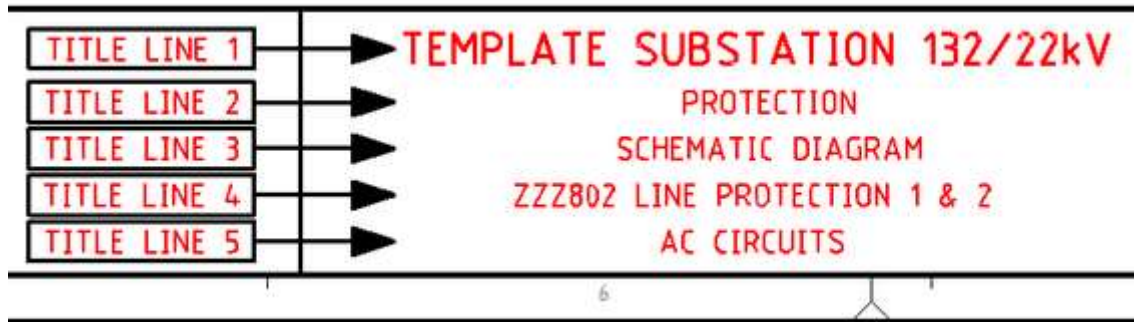 TITLE LINE 1 TEMPLATE SUBSTATION 132/22kV
TITLE LINE 2 PROTECTION
TITLE LINE 3 SCHEMATIC DIAGRAM
TITLE LINE 4 ZZZ802 LINE PROTECTION 1 & 2
TITLE LINE 5 AC CIRCUITS
6